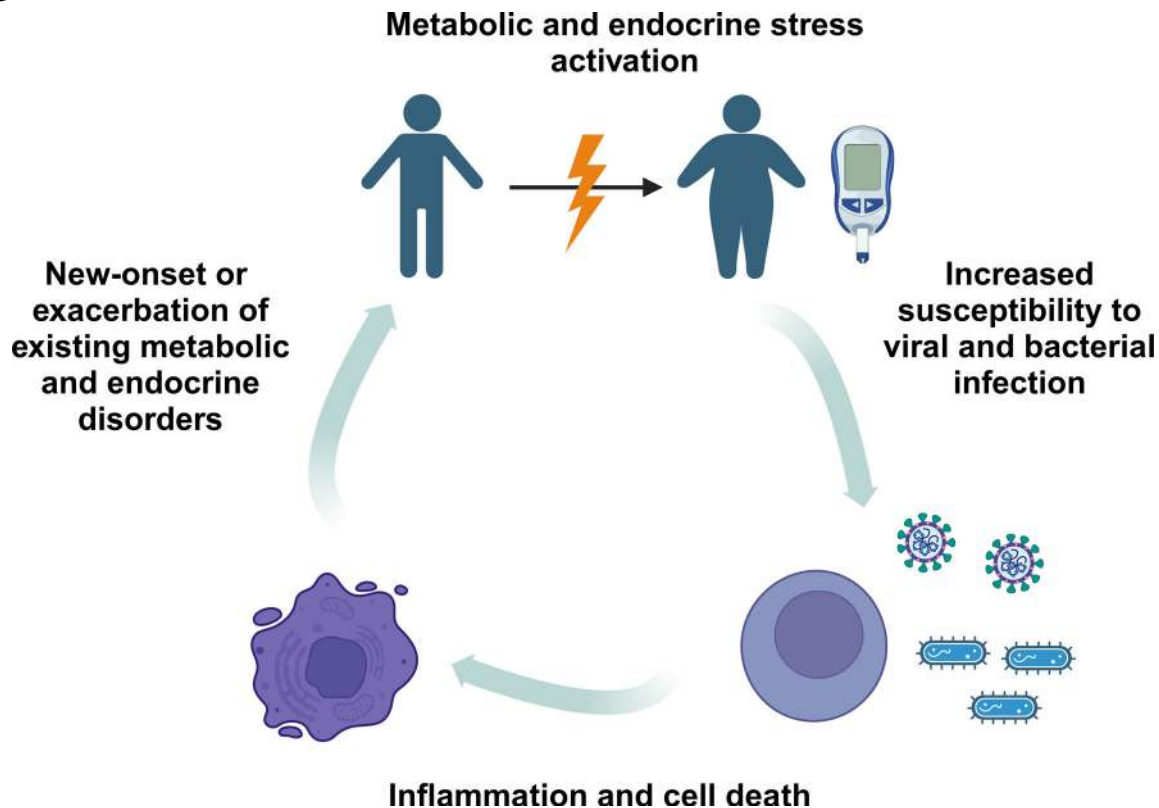 Metabolic and endocrine stress
activation
New-onset or
exacerbation of
existing metabolic
and endocrine
disorders
Increased
susceptibility to
viral and bacterial
infection
Inflammation and cell death